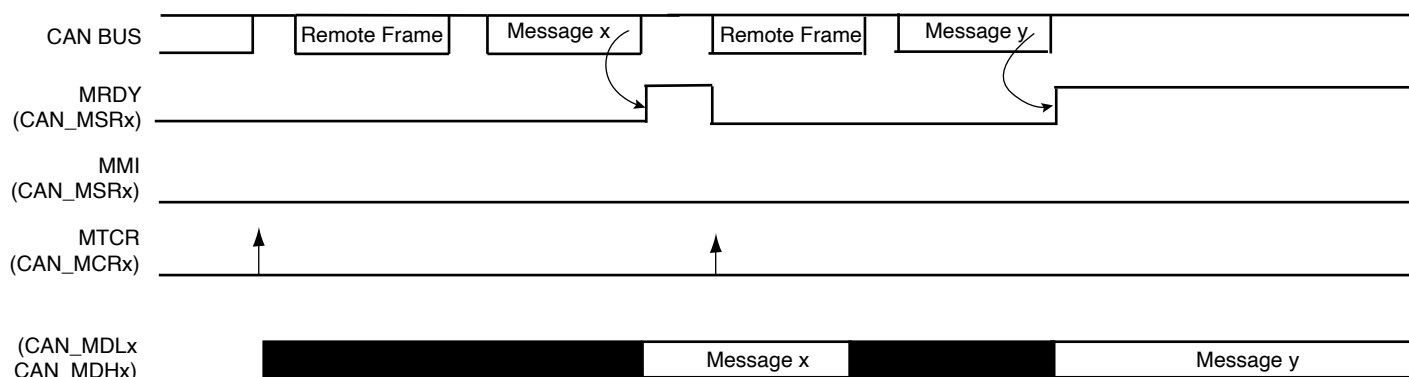 CAN BUS
Remote Frame
Message x
Remote Frame
Message y
MRDY
(CAN_MSRx)
MMI
(CAN_MSRx)
MTCR
(CAN_MCRx)
(CAN_MDLx
CAN_MDHx)
Message x
Message y